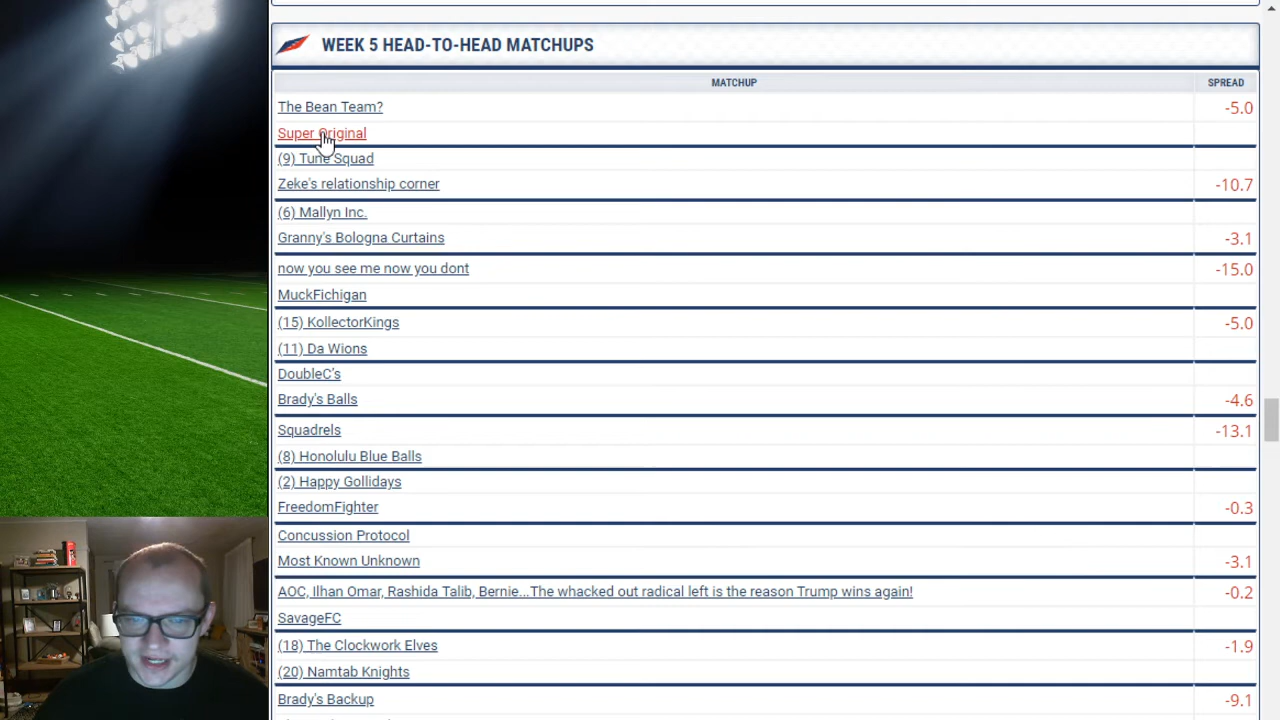 WEEK 5 HEAD-TO-HEAD MATCHUPS
MATCHUP SPREAD
The Bean Team? -5.0
Super Original
(9) Tune Squad
Zeke's relationship corner -10.7
(6) Mallyn Inc.
Granny's Bologna Curtains -3.1
now you see me now you dont -15.0
MuckFichigan
(15) KollectorKings -5.0
(11) Da Wions
DoubleC's
Brady's Balls -4.6
Squadrels -13.1
(8) Honolulu Blue Balls
(2) Happy Gollidays
FreedomFighter -0.3
Concussion Protocol
Most Known Unknown -3.1
AOC, Ilhan Omar, Rashida Talib, Bernie...The whacked out radical left is the reason Trump wins again! -0.2
SavageFC
(18) The Clockwork Elves -1.9
(20) Namtab Knights
Brady's Backup -9.1